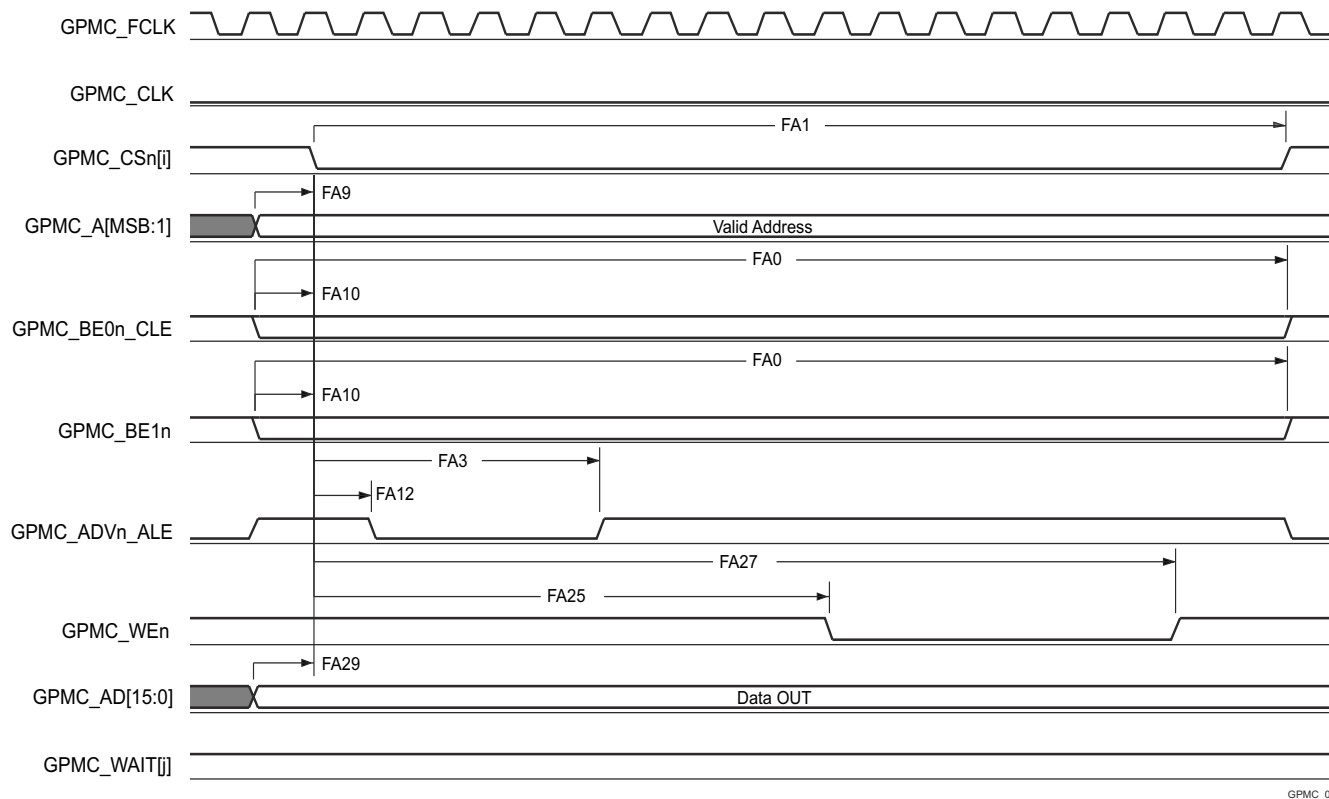 GPMC_FCLK
GPMC_CLK
FA1
GPMC_CSn[i]
FA9
GPMC_A[MSB:1]
Valid Address
FA0
FA10
GPMC_BE0n_CLE
FA0
FA10
GPMC_BE1n
FA3
FA12
GPMC_ADVn_ALE
FA27
FA25
GPMC_WEn
FA29
GPMC_AD[15:0]
Data OUT
GPMC_WAIT[j]
GPMC_0